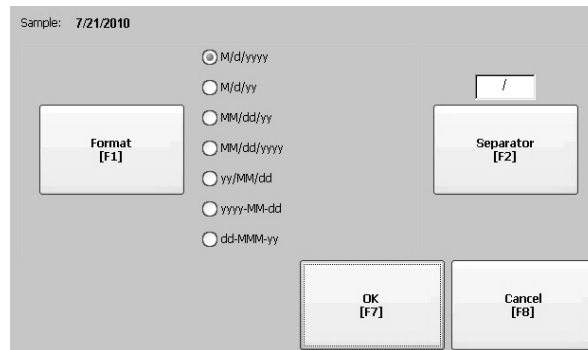 Sample: 7/21/2010
M/d/yyyy
M/d/yy
MM/dd/yy
MM/dd/yyyy
yy/MM/dd
yyyy-MM-dd
dd-MMM-yy
Format
[F1]
/
Separator
[F2]
OK
[F7]
Cancel
[F8]